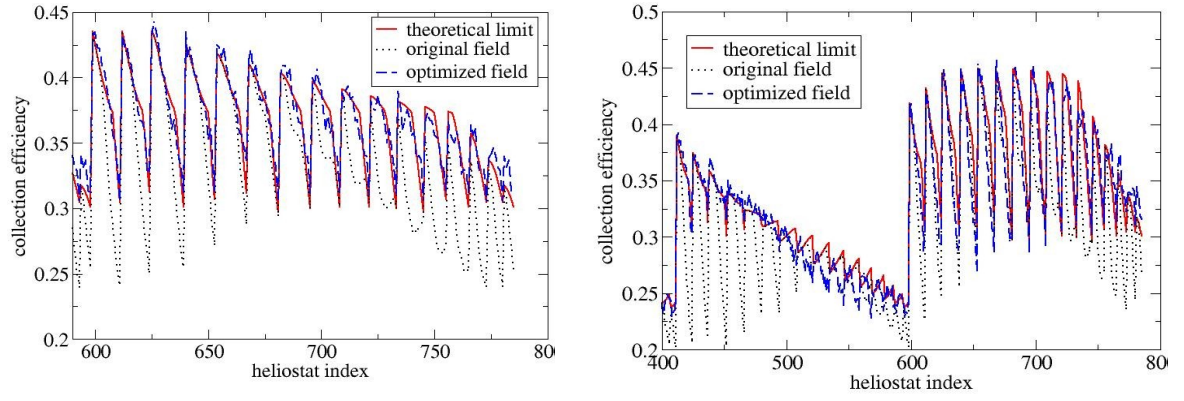 0.45
0.4
0.35
0.3
0.25
0.2
collection efficiency
theoretical limit
original field
optimized field
600
650
700
750
80
heliostat index
0.5
0.45
0.4
0.35
0.3
0.25
0.2
collection efficiency
theoretical limit
original field
optimized field
400
500
600
700
80
heliostat index